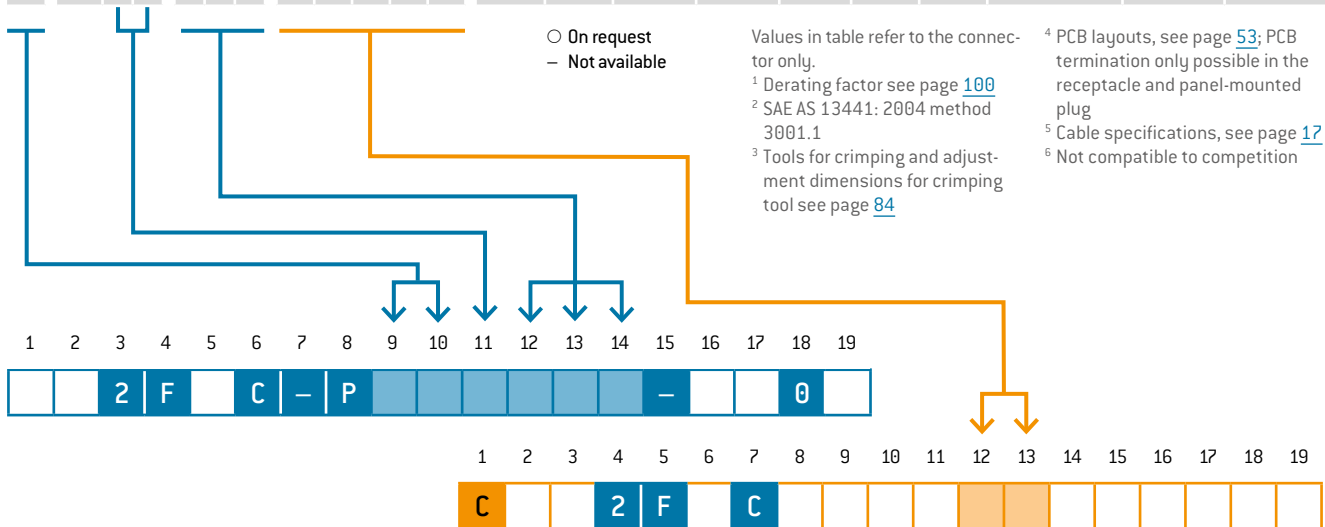 ○ On request
– Not available
Values in table refer to the connec-
tor only.
1 Derating factor see page 100
2 SAE AS 13441: 2004 method
3001.1
3 Tools for crimping and adjust-
ment dimensions for crimping
tool see page 84
4 PCB layouts, see page 53; PCB
termination only possible in the
receptacle and panel-mounted
plug
5 Cable specifications, see page 17
6 Not compatible to competition
1 2 3 4 5 6 7 8 9 10 11 12 13 14 15 16 17 18 19
2 F C – P – 0
1 2 3 4 5 6 7 8 9 10 11 12 13 14 15 16 17 18 19
C 2 F C